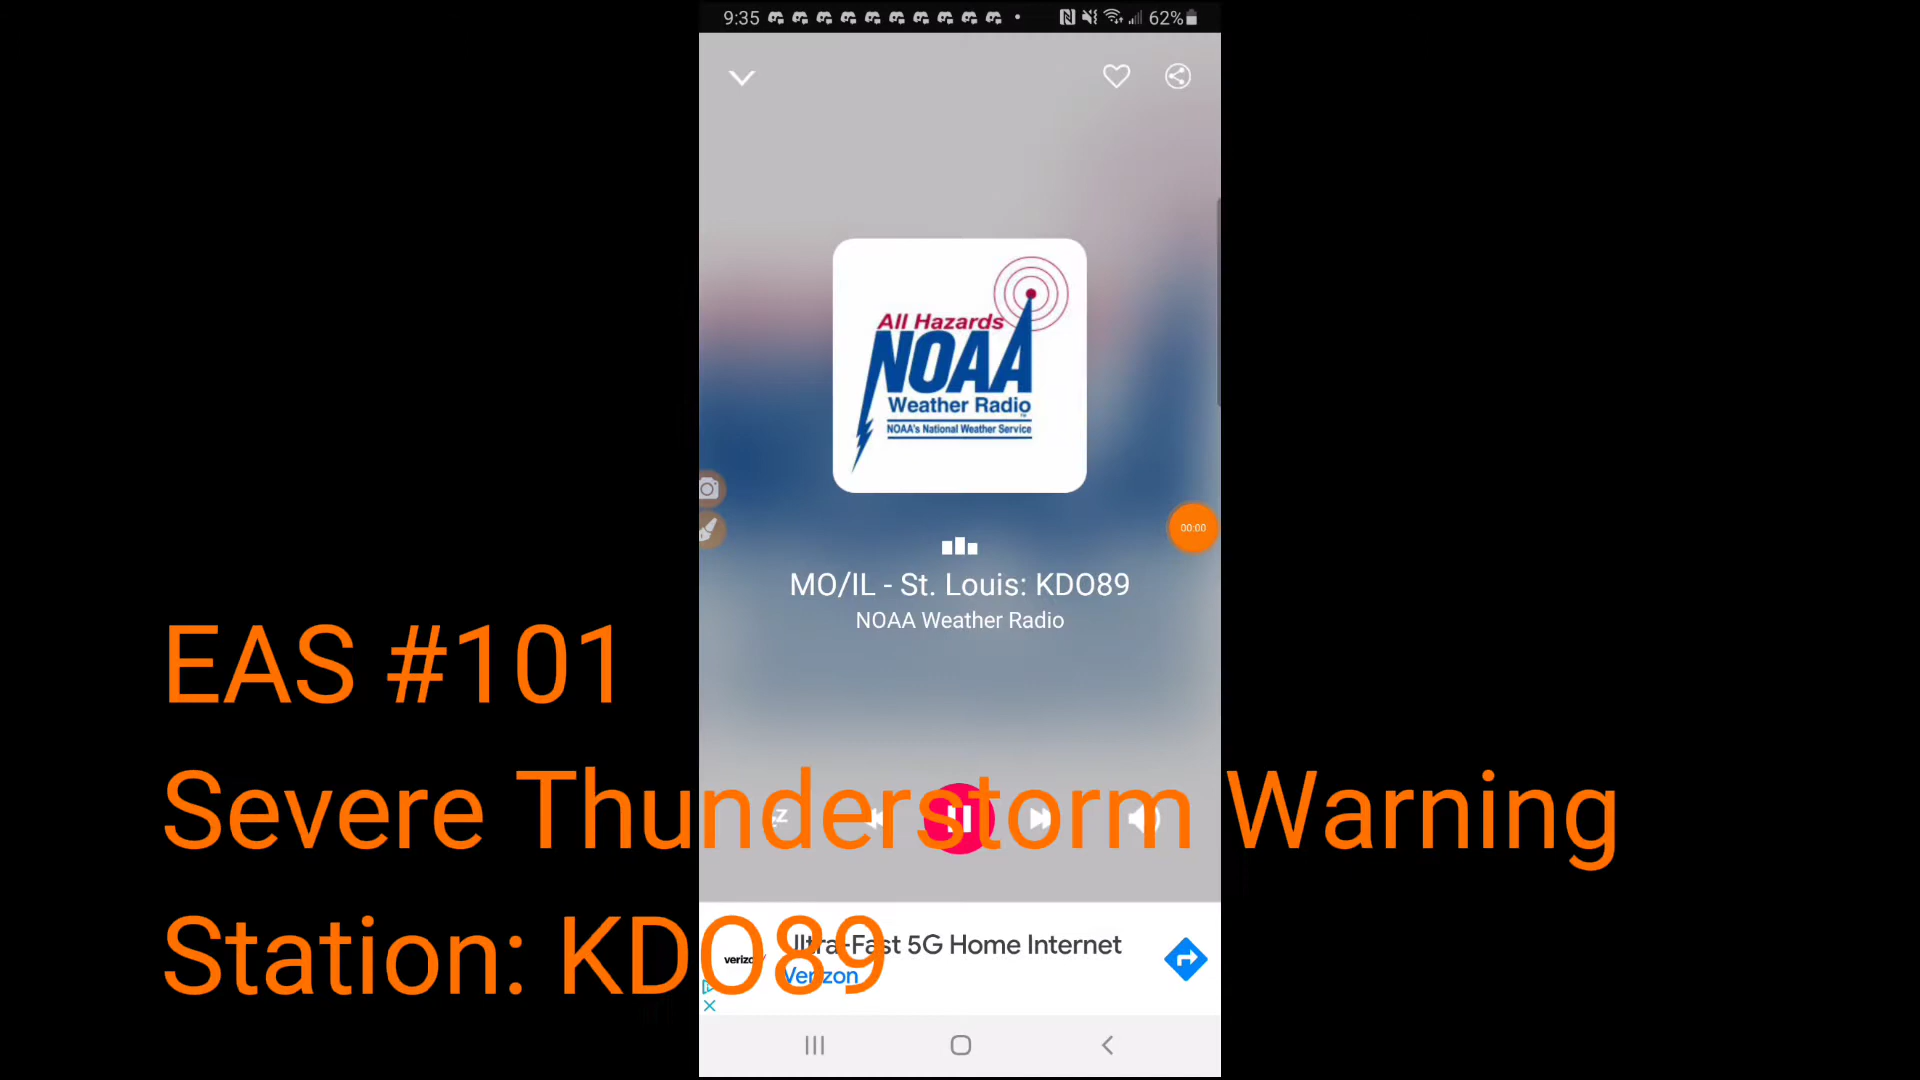 9:35
62%
All Hazards
NOAA
Weather Radio
NOAA's National Weather Service
00:00
MO/IL - St. Louis: KDO89
NOAA Weather Radio
EAS #101
Severe Thunderstorm Warning
Station: KDO89
Ultra-Fast 5G Home Internet
verizon
Verizon